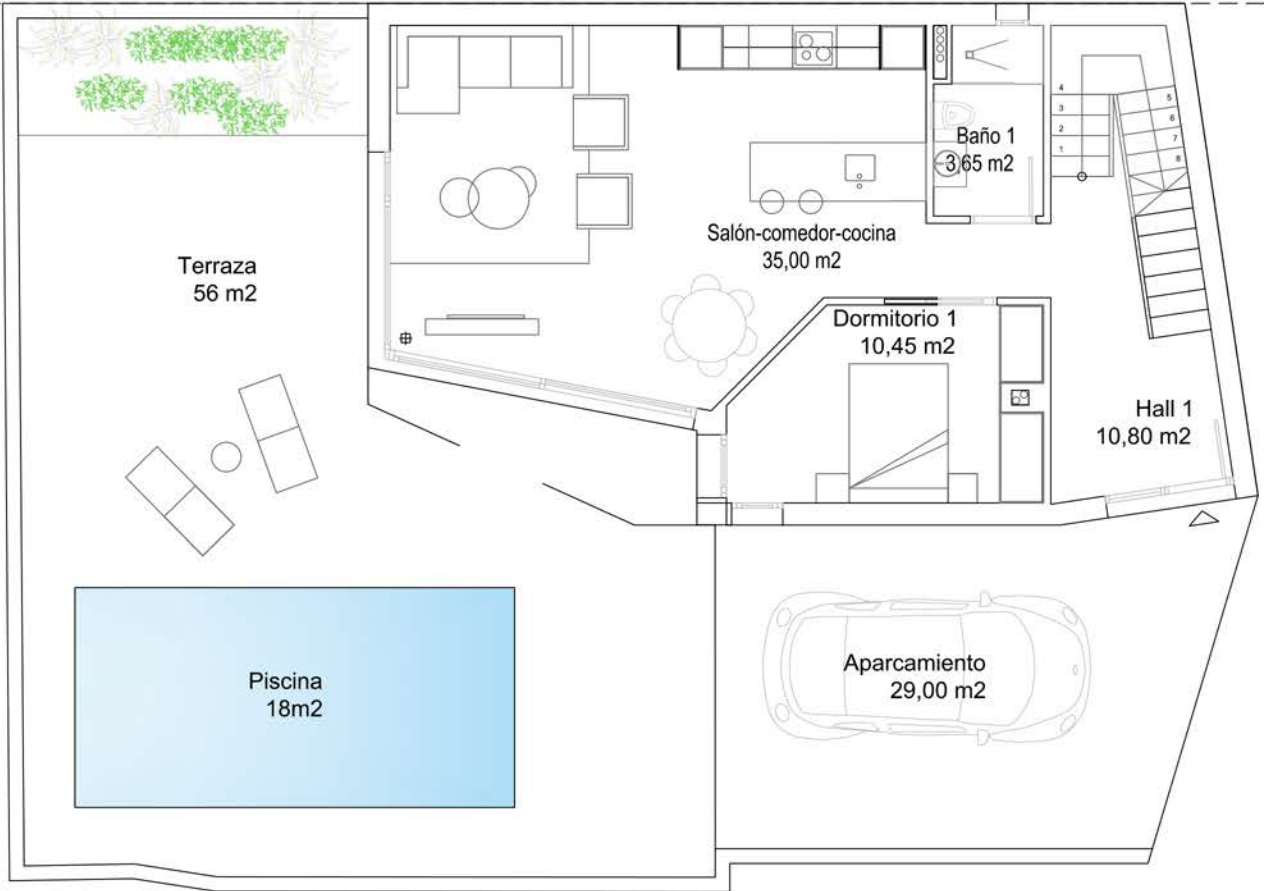 Baño 1
3,65 m2
Salón-comedor-cocina
35,00 m2
Terraza
56 m2
Dormitorio 1
10,45 m2
Hall 1
10,80 m2
Piscina
18m2
Aparcamiento
29,00 m2
4
3
2
1
5
6
7
8